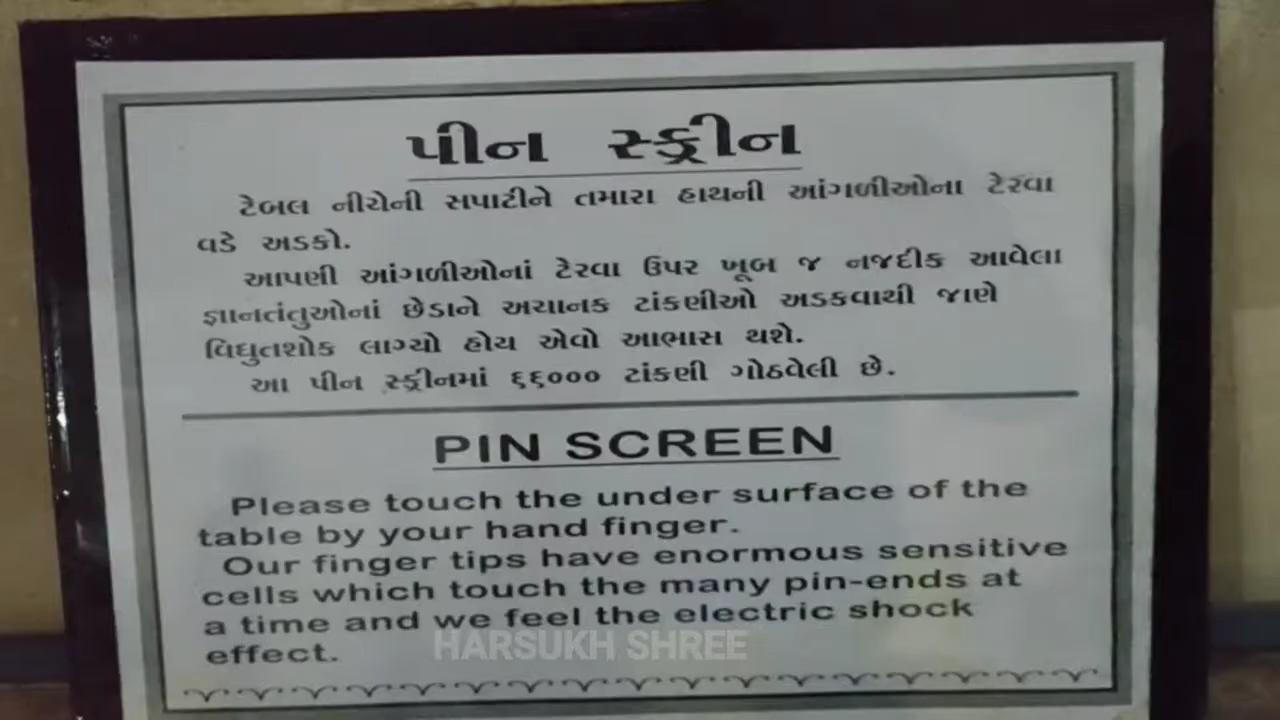 પીન સ્ક્રીન
ટેબલ નીચેની સપાટીને તમારા હાથની આંગળીઓના ટેરવા
વડે અડકો.
આપણી આંગળીઓનાં ટેરવા ઉપર ખૂબ જ નજદીક આવેલા
જ્ઞાનતંતુઓનાં છેડાને અચાનક ટાંકણીઓ અડકવાથી જાણે
વિદ્યુતશોક લાગ્યો હોય એવો આભાસ થશે.
આ પીન સ્ક્રીનમાં ૬૬૦૦૦ ટાંકણી ગોઠવેલી છે.
PIN SCREEN
Please touch the under surface of the
table by your hand finger.
Our finger tips have enormous sensitive
cells which touch the many pin-ends at
a time and we feel the electric shock
effect.
HARSUKH SHREE